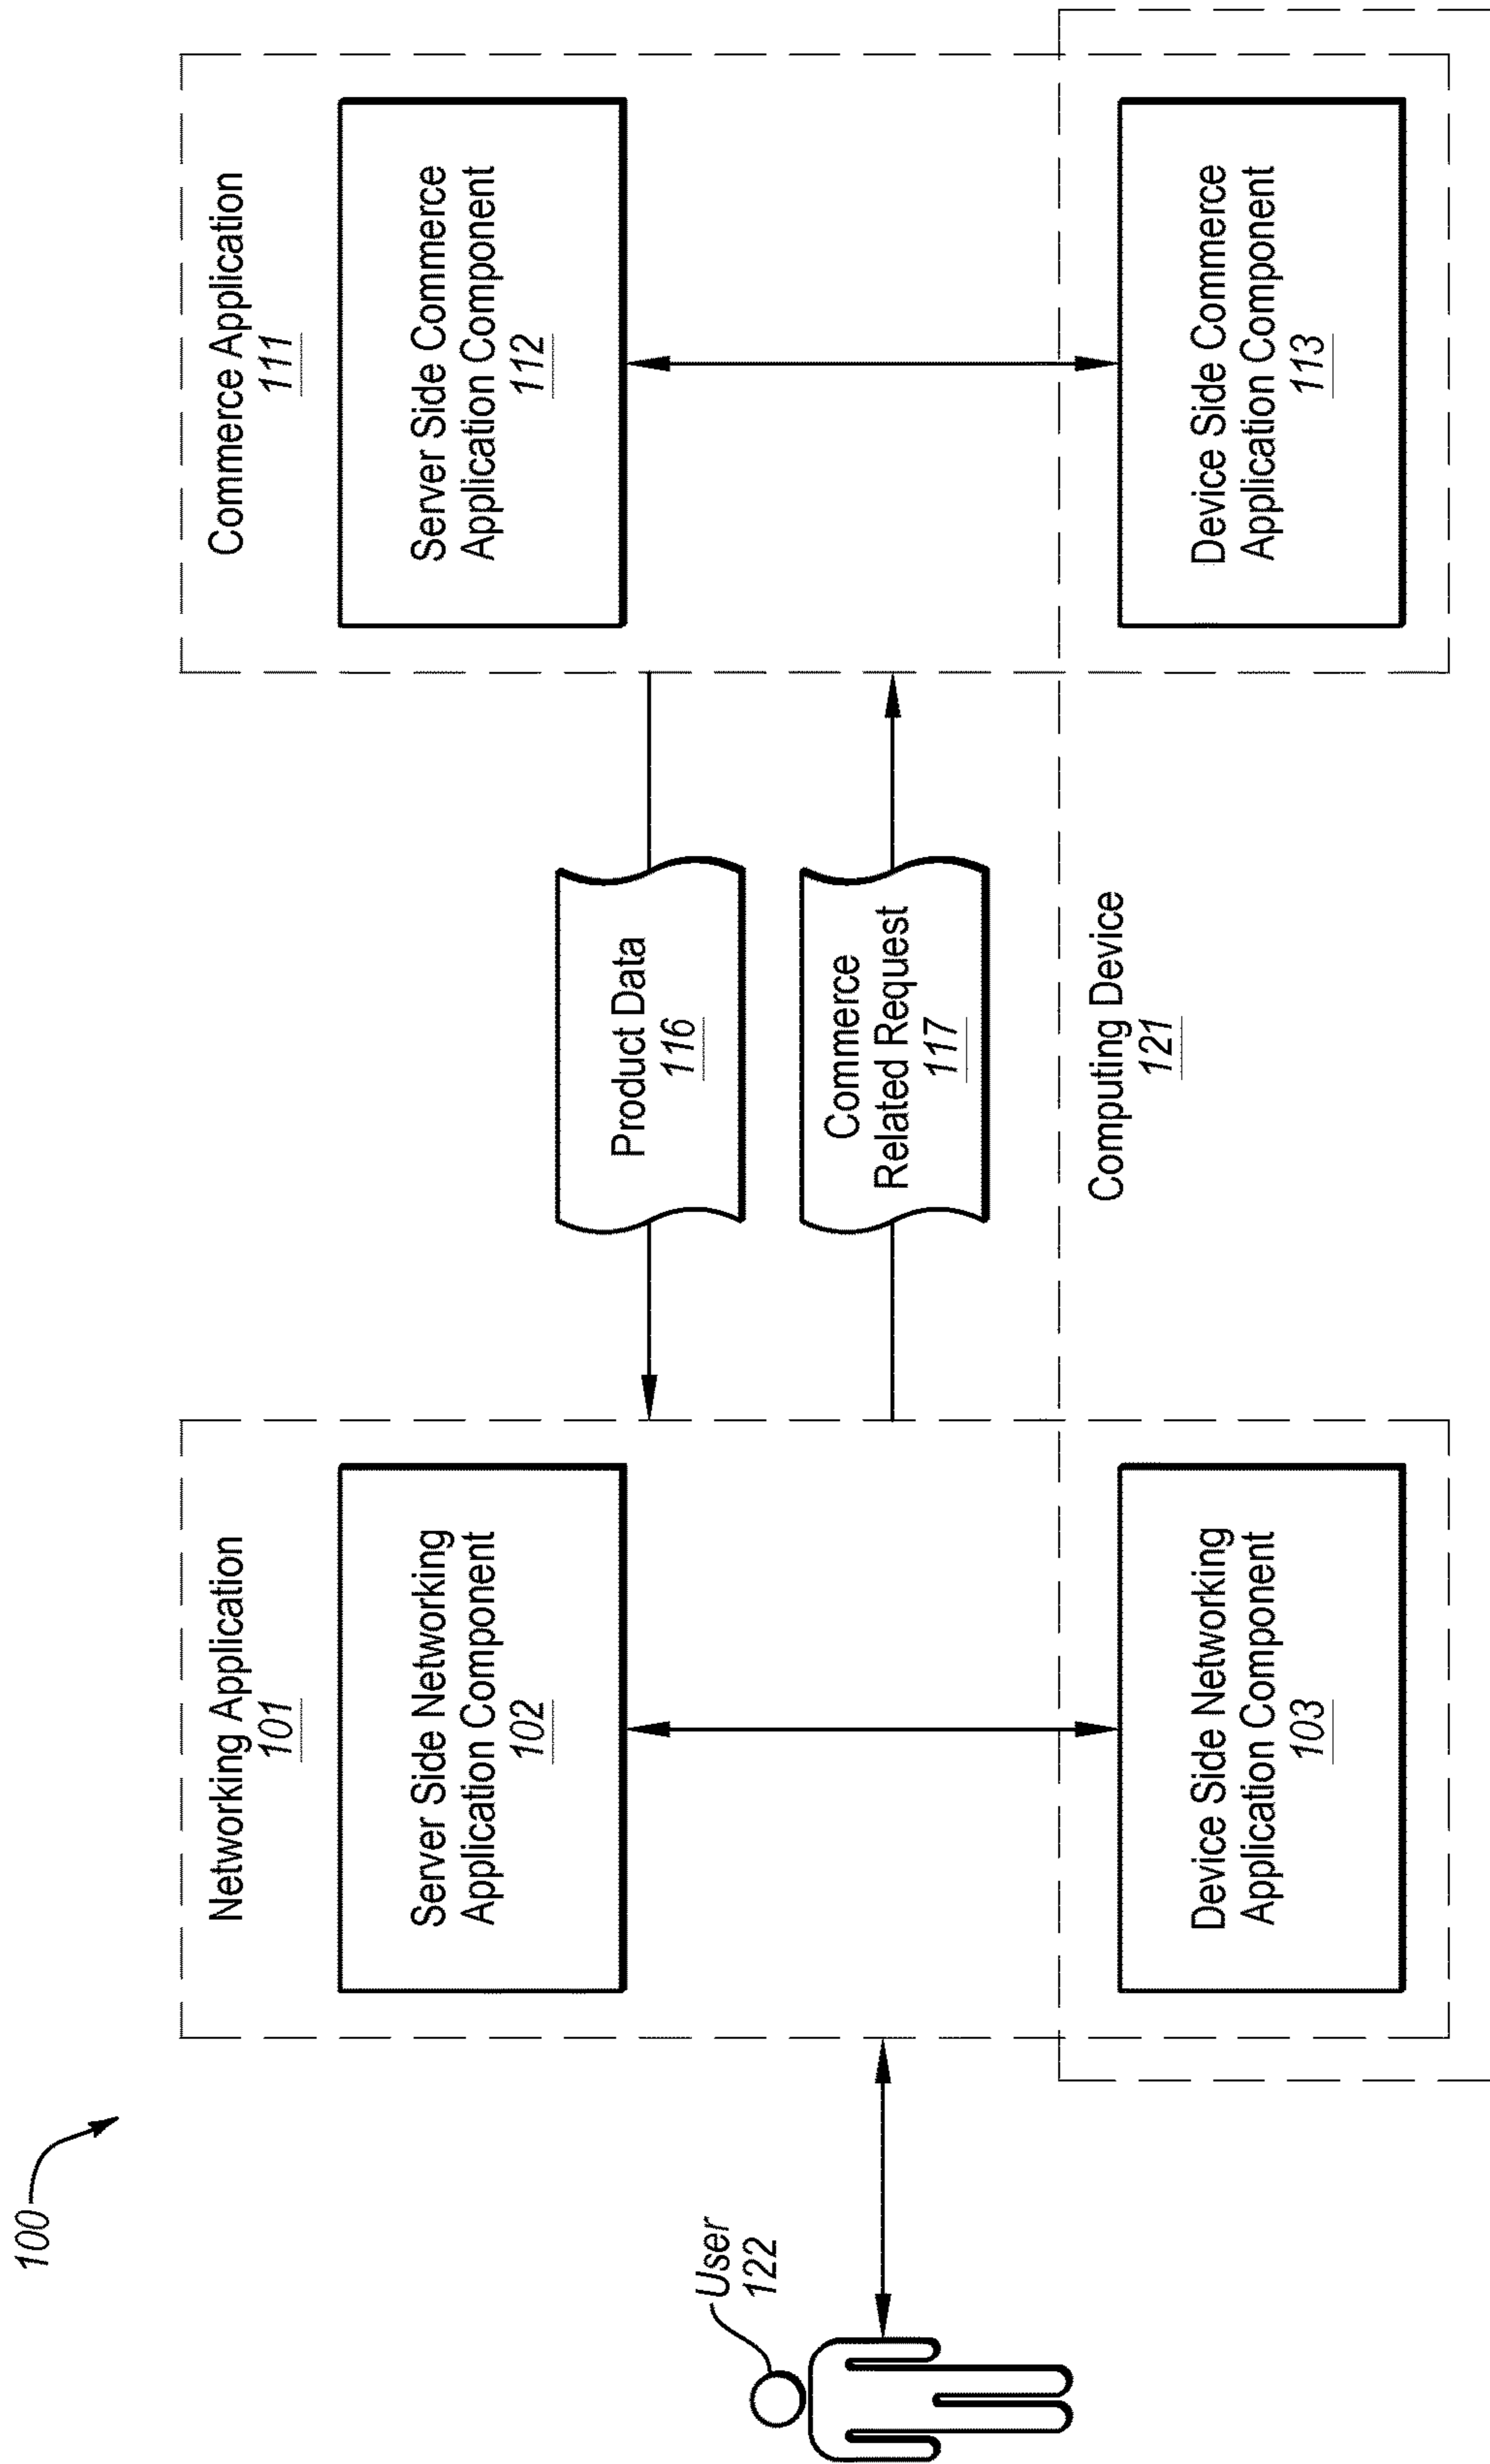 100
User
122
Networking Application
101
Server Side Networking
Application Component
102
Device Side Networking
Application Component
103
Product Data
116
Commerce
Related Request
117
Computing Device
121
Commerce Application
111
Server Side Commerce
Application Component
112
Device Side Commerce
Application Component
113